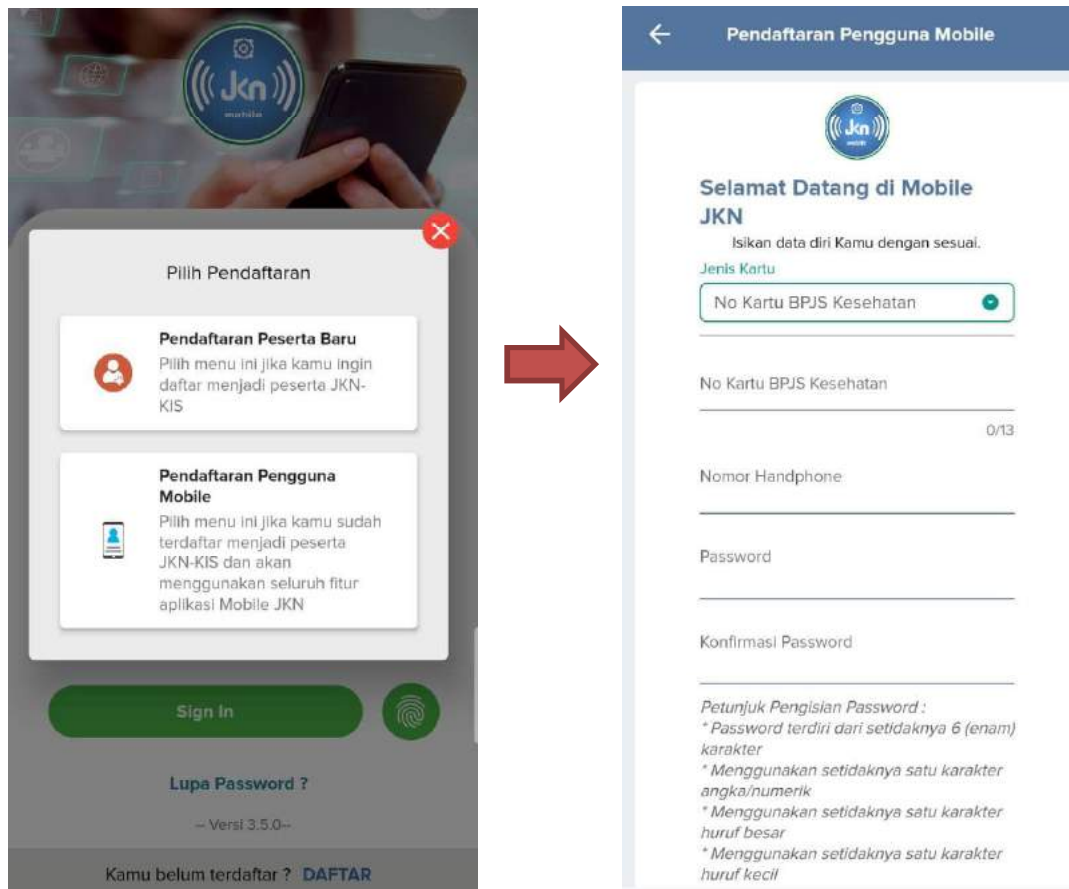 Jkn
mobile
Pilih Pendaftaran
Pendaftaran Peserta Baru
Pilih menu ini jika kamu ingin
daftar menjadi peserta JKN-
KIS
Pendaftaran Pengguna
Mobile
Pilih menu ini jika kamu sudah
terdaftar menjadi peserta
JKN-KIS dan akan
menggunakan seluruh fitur
aplikasi Mobile JKN
Sign In
Lupa Password ?
-- Versi 3.5.0--
Kamu belum terdaftar ? DAFTAR
Pendaftaran Pengguna Mobile
Jkn
mobile
Selamat Datang di Mobile
JKN
Isikan data diri Kamu dengan sesuai.
Jenis Kartu
No Kartu BPJS Kesehatan
No Kartu BPJS Kesehatan
0/13
Nomor Handphone
Password
Konfirmasi Password
Petunjuk Pengisian Password :
* Password terdiri dari setidaknya 6 (enam)
karakter
* Menggunakan setidaknya satu karakter
angka/numerik
* Menggunakan setidaknya satu karakter
huruf besar
* Menggunakan setidaknya satu karakter
huruf kecil